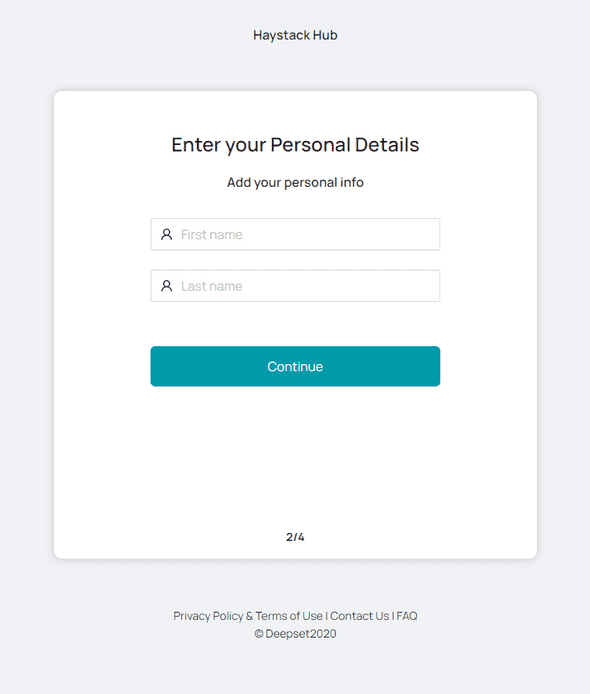 Haystack Hub
Enter your Personal Details
Add your personal info
First name
Last name
Continue
2/4
Privacy Policy & Terms of Use | Contact Us | FAQ
© Deepset2020